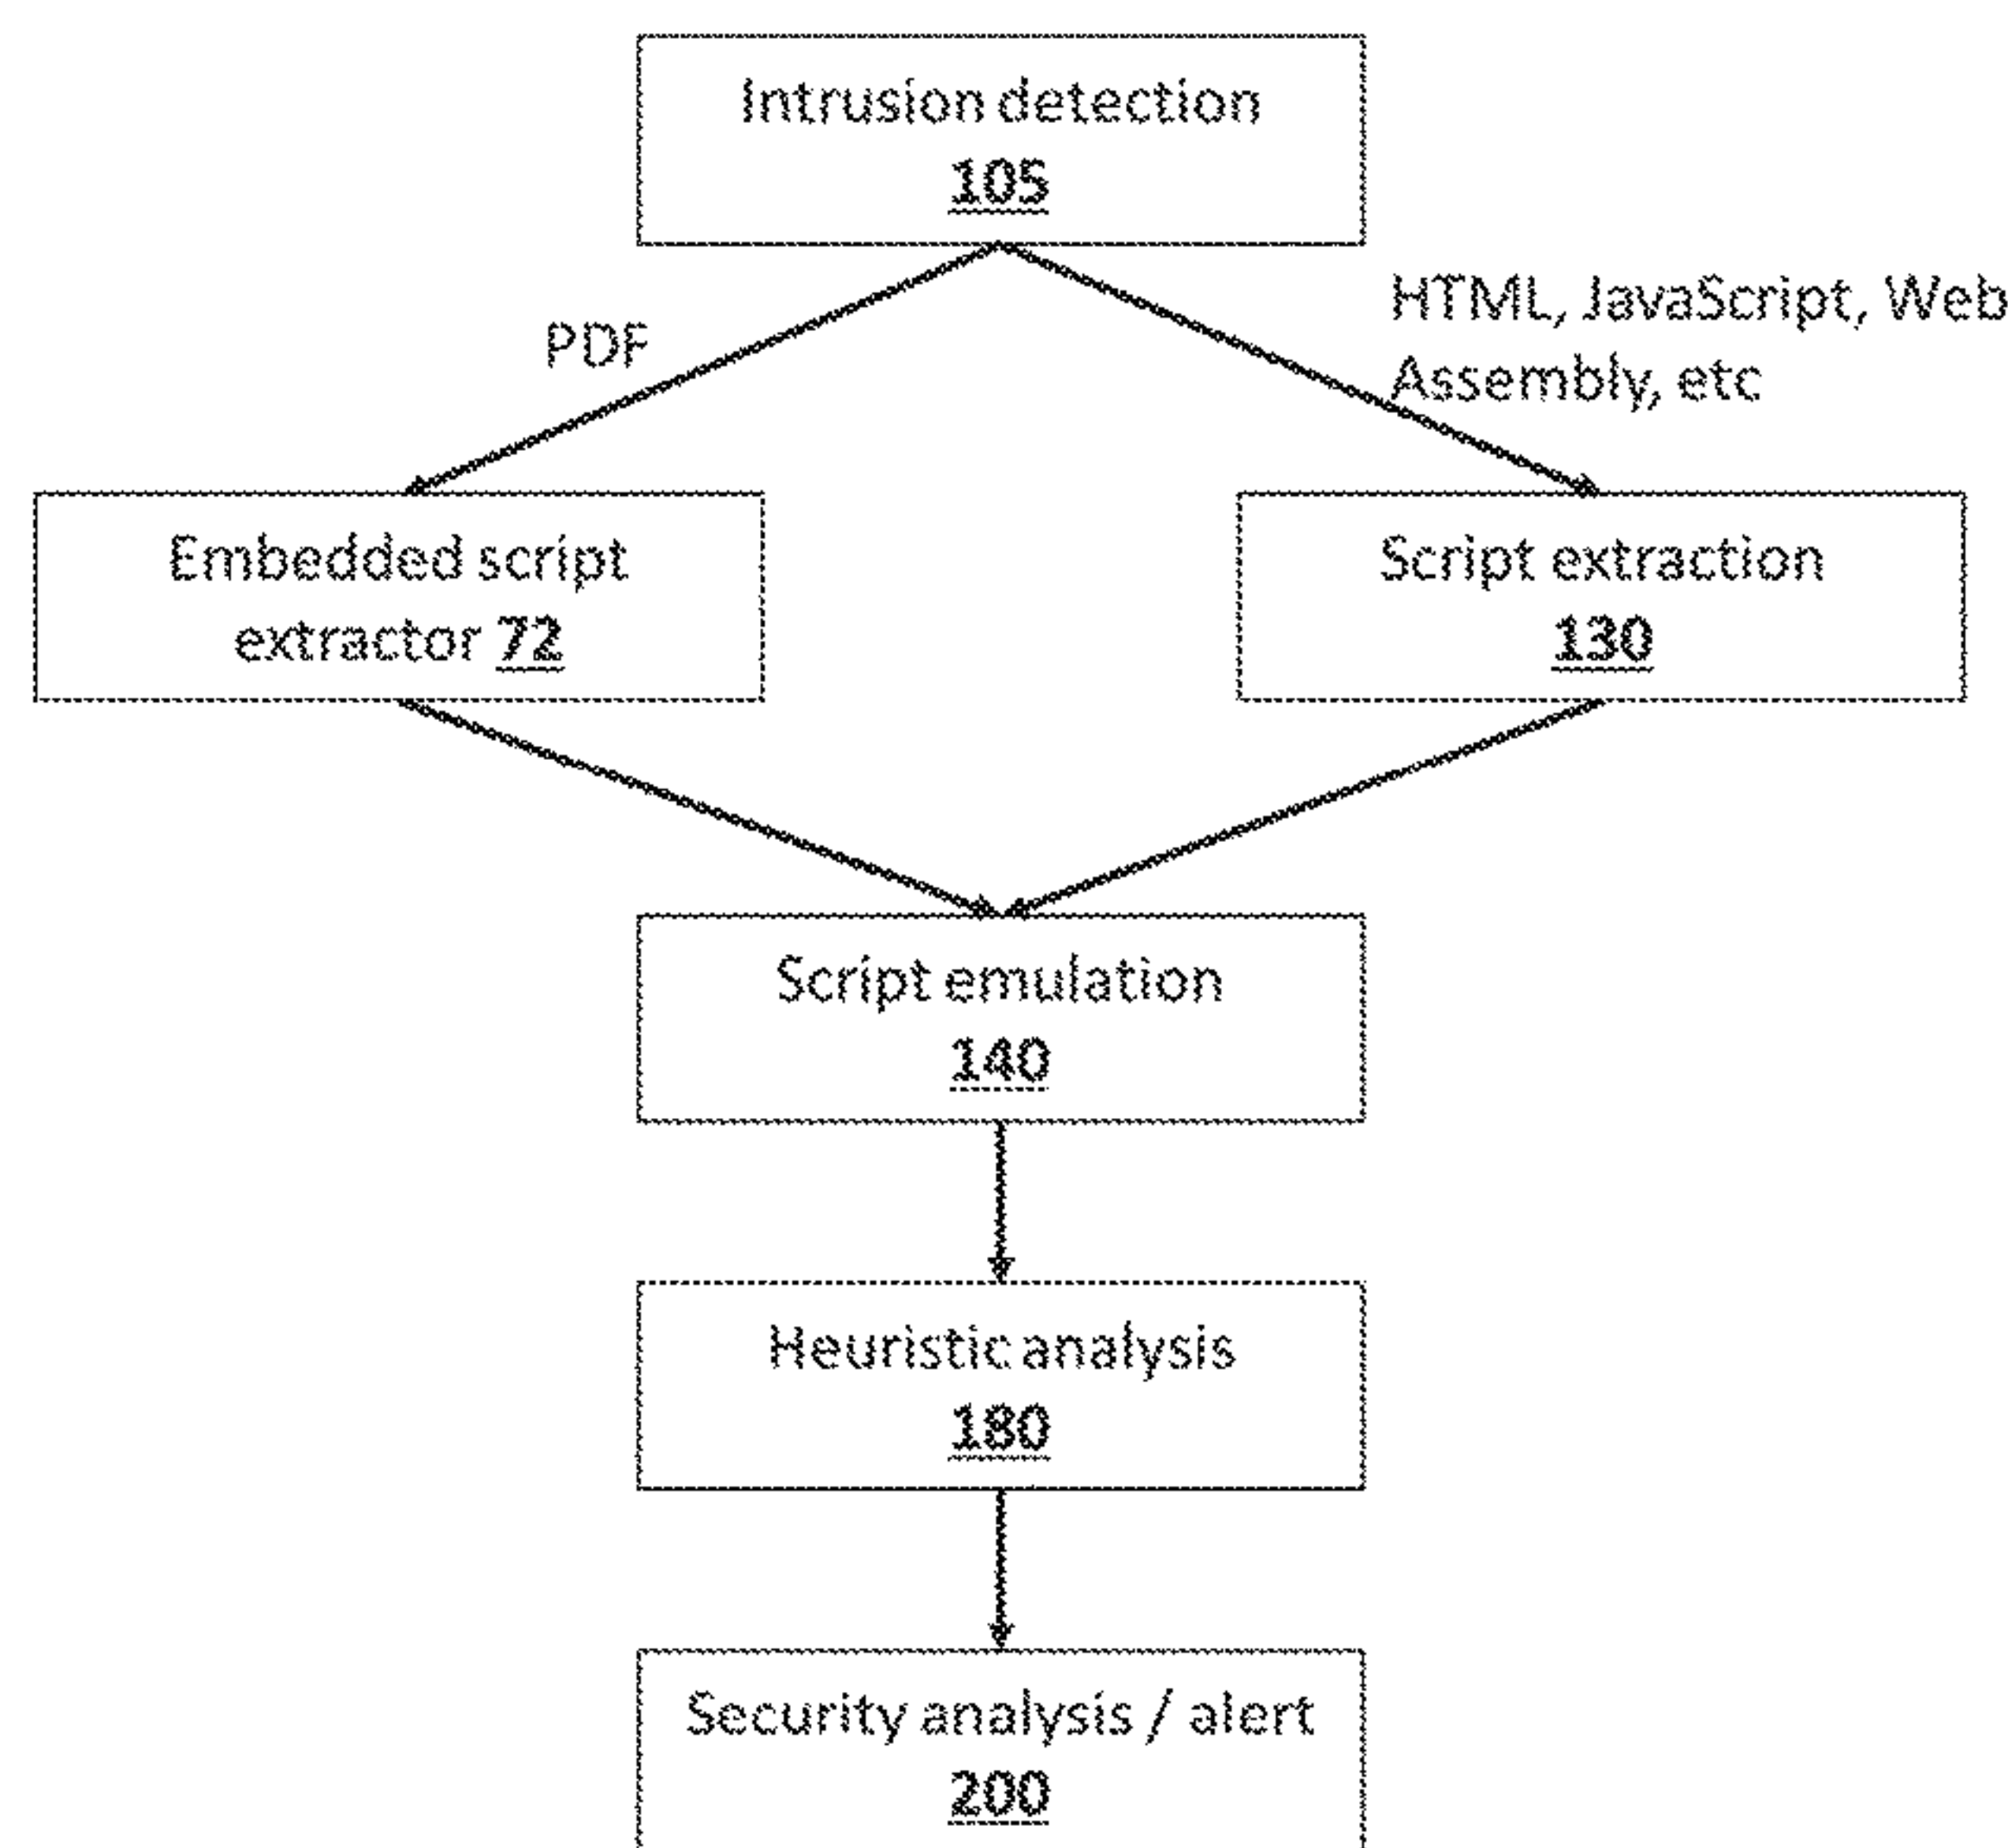 Intrusion detection
105
PDF
HTML, JavaScript, Web
Assembly, etc
Embedded script
extractor 72
Script extraction
130
Script emulation
140
Heuristic analysis
180
Security analysis / alert
200